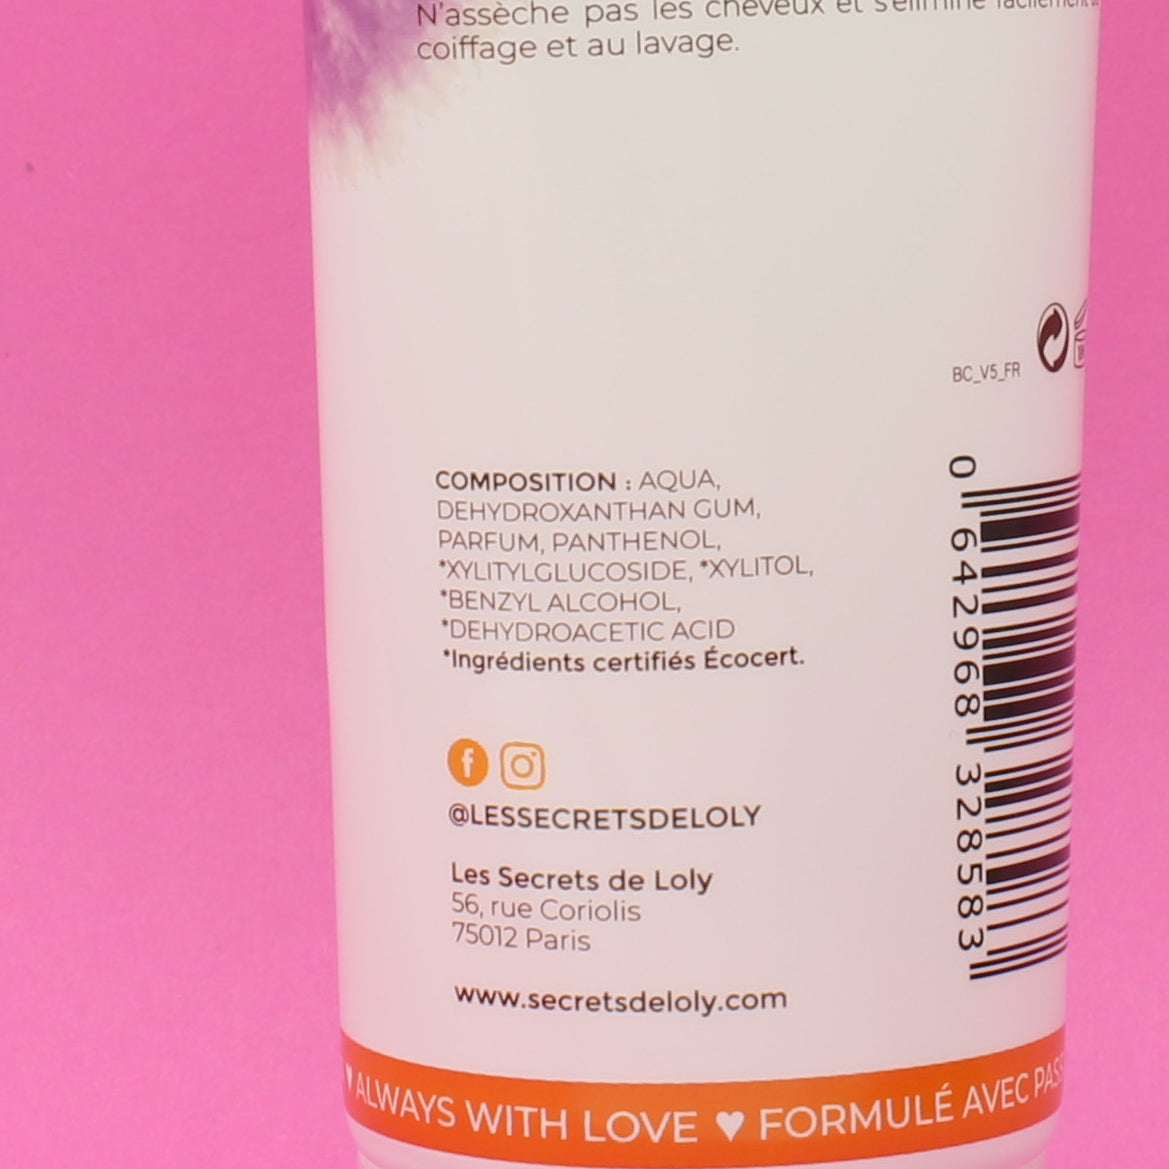 N'assèche pas les cheveux et s'élimine facilement
coiffage et au lavage.
BC_V5_FR
COMPOSITION : AQUA,
DEHYDROXANTHAN GUM,
PARFUM, PANTHENOL,
*XYLITYLGLUCOSIDE, *XYLITOL,
*BENZYL ALCOHOL,
*DEHYDROACETIC ACID
*Ingrédients certifiés Écocert.
0 642968 328583
@LESSECRETSDELOLY
Les Secrets de Loly
56, rue Coriolis
75012 Paris
www.secretsdeloly.com
♥ ALWAYS WITH LOVE ♥ FORMULÉ AVEC